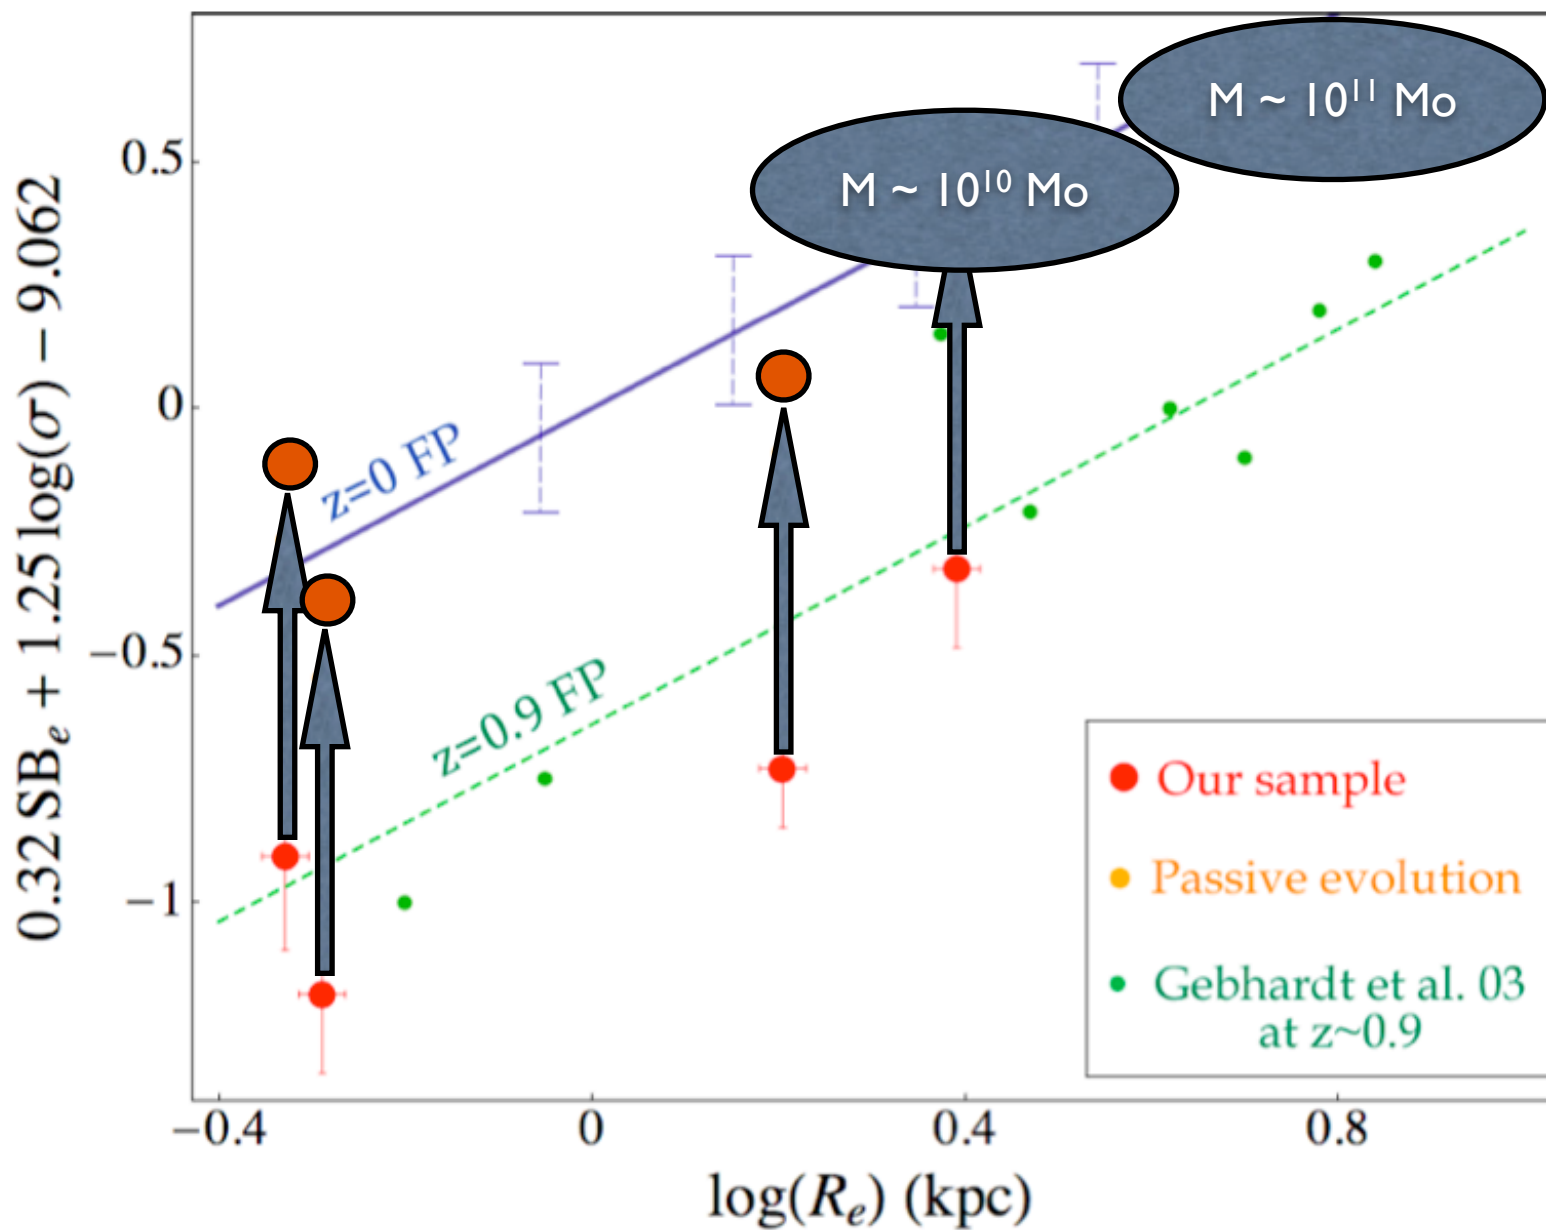 M ~ 10¹¹ Mo
M ~ 10¹⁰ Mo
0.32 SBₑ + 1.25 log(σ) − 9.062
0.5
0
−0.5
−1
z=0 FP
z=0.9 FP
Our sample
Passive evolution
Gebhardt et al. 03
at z~0.9
−0.4
0
0.4
0.8
log(Rₑ) (kpc)